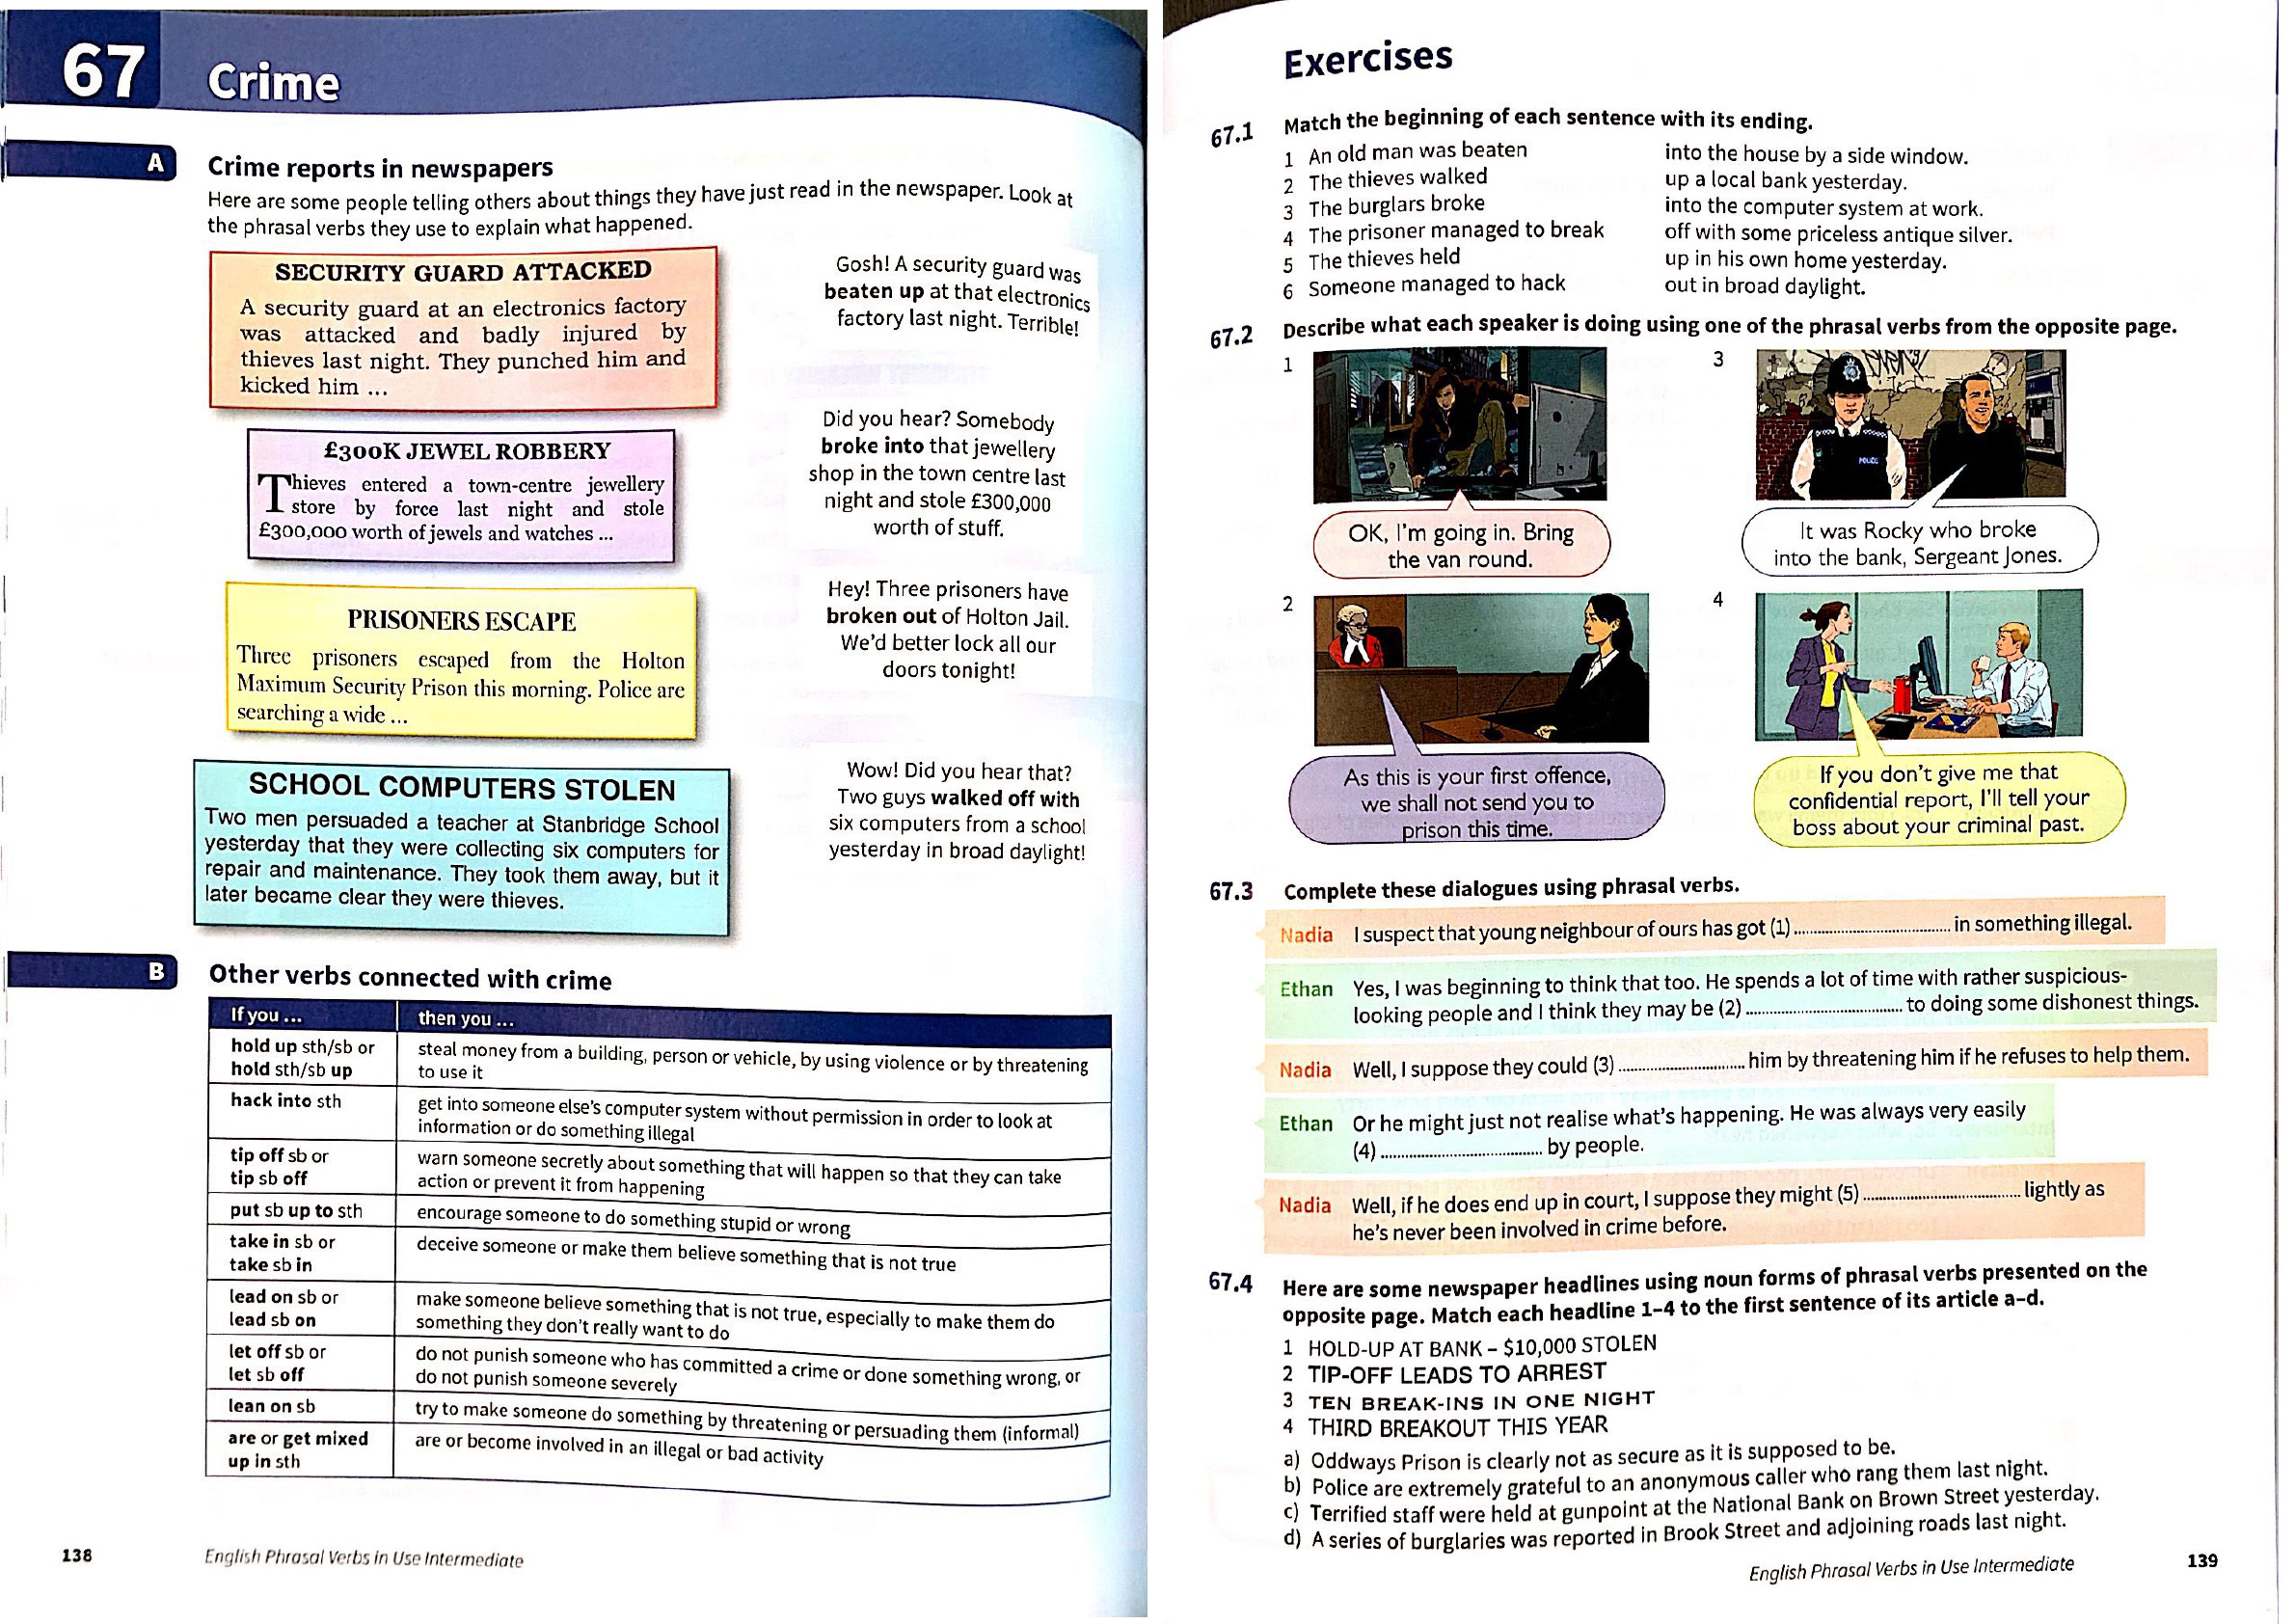 67
Crime
A
Crime reports in newspapers
Here are some people telling others about things they have just read in the newspaper. Look at
the phrasal verbs they use to explain what happened.
SECURITY GUARD ATTACKED
A security guard at an electronics factory
was attacked and badly injured by
thieves last night. They punched him and
kicked him ...
Gosh! A security guard was
beaten up at that electronics
factory last night. Terrible!
£300K JEWEL ROBBERY
Thieves entered a town-centre jewellery
store by force last night and stole
£300,000 worth of jewels and watches ...
Did you hear? Somebody
broke into that jewellery
shop in the town centre last
night and stole £300,000
worth of stuff.
PRISONERS ESCAPE
Three prisoners escaped from the Holton
Maximum Security Prison this morning. Police are
searching a wide ...
Hey! Three prisoners have
broken out of Holton Jail.
We'd better lock all our
doors tonight!
SCHOOL COMPUTERS STOLEN
Two men persuaded a teacher at Stanbridge School
yesterday that they were collecting six computers for
repair and maintenance. They took them away, but it
later became clear they were thieves.
Wow! Did you hear that?
Two guys walked off with
six computers from a school
yesterday in broad daylight!
B
Other verbs connected with crime
If you ... then you ...
hold up sth/sb or
hold sth/sb up
steal money from a building, person or vehicle, by using violence or by threatening
to use it
hack into sth
get into someone else's computer system without permission in order to look at
information or do something illegal
tip off sb or
tip sb off
warn someone secretly about something that will happen so that they can take
action or prevent it from happening
put sb up to sth
encourage someone to do something stupid or wrong
take in sb or
take sb in
deceive someone or make them believe something that is not true
lead on sb or
lead sb on
make someone believe something that is not true, especially to make them do
something they don't really want to do
let off sb or
let sb off
do not punish someone who has committed a crime or done something wrong, or
do not punish someone severely
lean on sb
try to make someone do something by threatening or persuading them (informal)
are or get mixed
up in sth
are or become involved in an illegal or bad activity
138
English Phrasal Verbs in Use Intermediate
Exercises
67.1 Match the beginning of each sentence with its ending.
1 An old man was beaten into the house by a side window.
2 The thieves walked up a local bank yesterday.
3 The burglars broke into the computer system at work.
4 The prisoner managed to break off with some priceless antique silver.
5 The thieves held up in his own home yesterday.
6 Someone managed to hack out in broad daylight.
67.2 Describe what each speaker is doing using one of the phrasal verbs from the opposite page.
1
OK, I'm going in. Bring
the van round.
3
POLICE
It was Rocky who broke
into the bank, Sergeant Jones.
2
As this is your first offence,
we shall not send you to
prison this time.
4
If you don't give me that
confidential report, I'll tell your
boss about your criminal past.
67.3 Complete these dialogues using phrasal verbs.
Nadia I suspect that young neighbour of ours has got (1) .................... in something illegal.
Ethan Yes, I was beginning to think that too. He spends a lot of time with rather suspicious-
looking people and I think they may be (2) .................... to doing some dishonest things.
Nadia Well, I suppose they could (3) .................... him by threatening him if he refuses to help them.
Ethan Or he might just not realise what's happening. He was always very easily
(4) .................... by people.
Nadia Well, if he does end up in court, I suppose they might (5) .................... lightly as
he's never been involved in crime before.
67.4 Here are some newspaper headlines using noun forms of phrasal verbs presented on the
opposite page. Match each headline 1–4 to the first sentence of its article a–d.
1 HOLD-UP AT BANK – $10,000 STOLEN
2 TIP-OFF LEADS TO ARREST
3 TEN BREAK-INS IN ONE NIGHT
4 THIRD BREAKOUT THIS YEAR
a) Oddways Prison is clearly not as secure as it is supposed to be.
b) Police are extremely grateful to an anonymous caller who rang them last night.
c) Terrified staff were held at gunpoint at the National Bank on Brown Street yesterday.
d) A series of burglaries was reported in Brook Street and adjoining roads last night.
English Phrasal Verbs in Use Intermediate
139